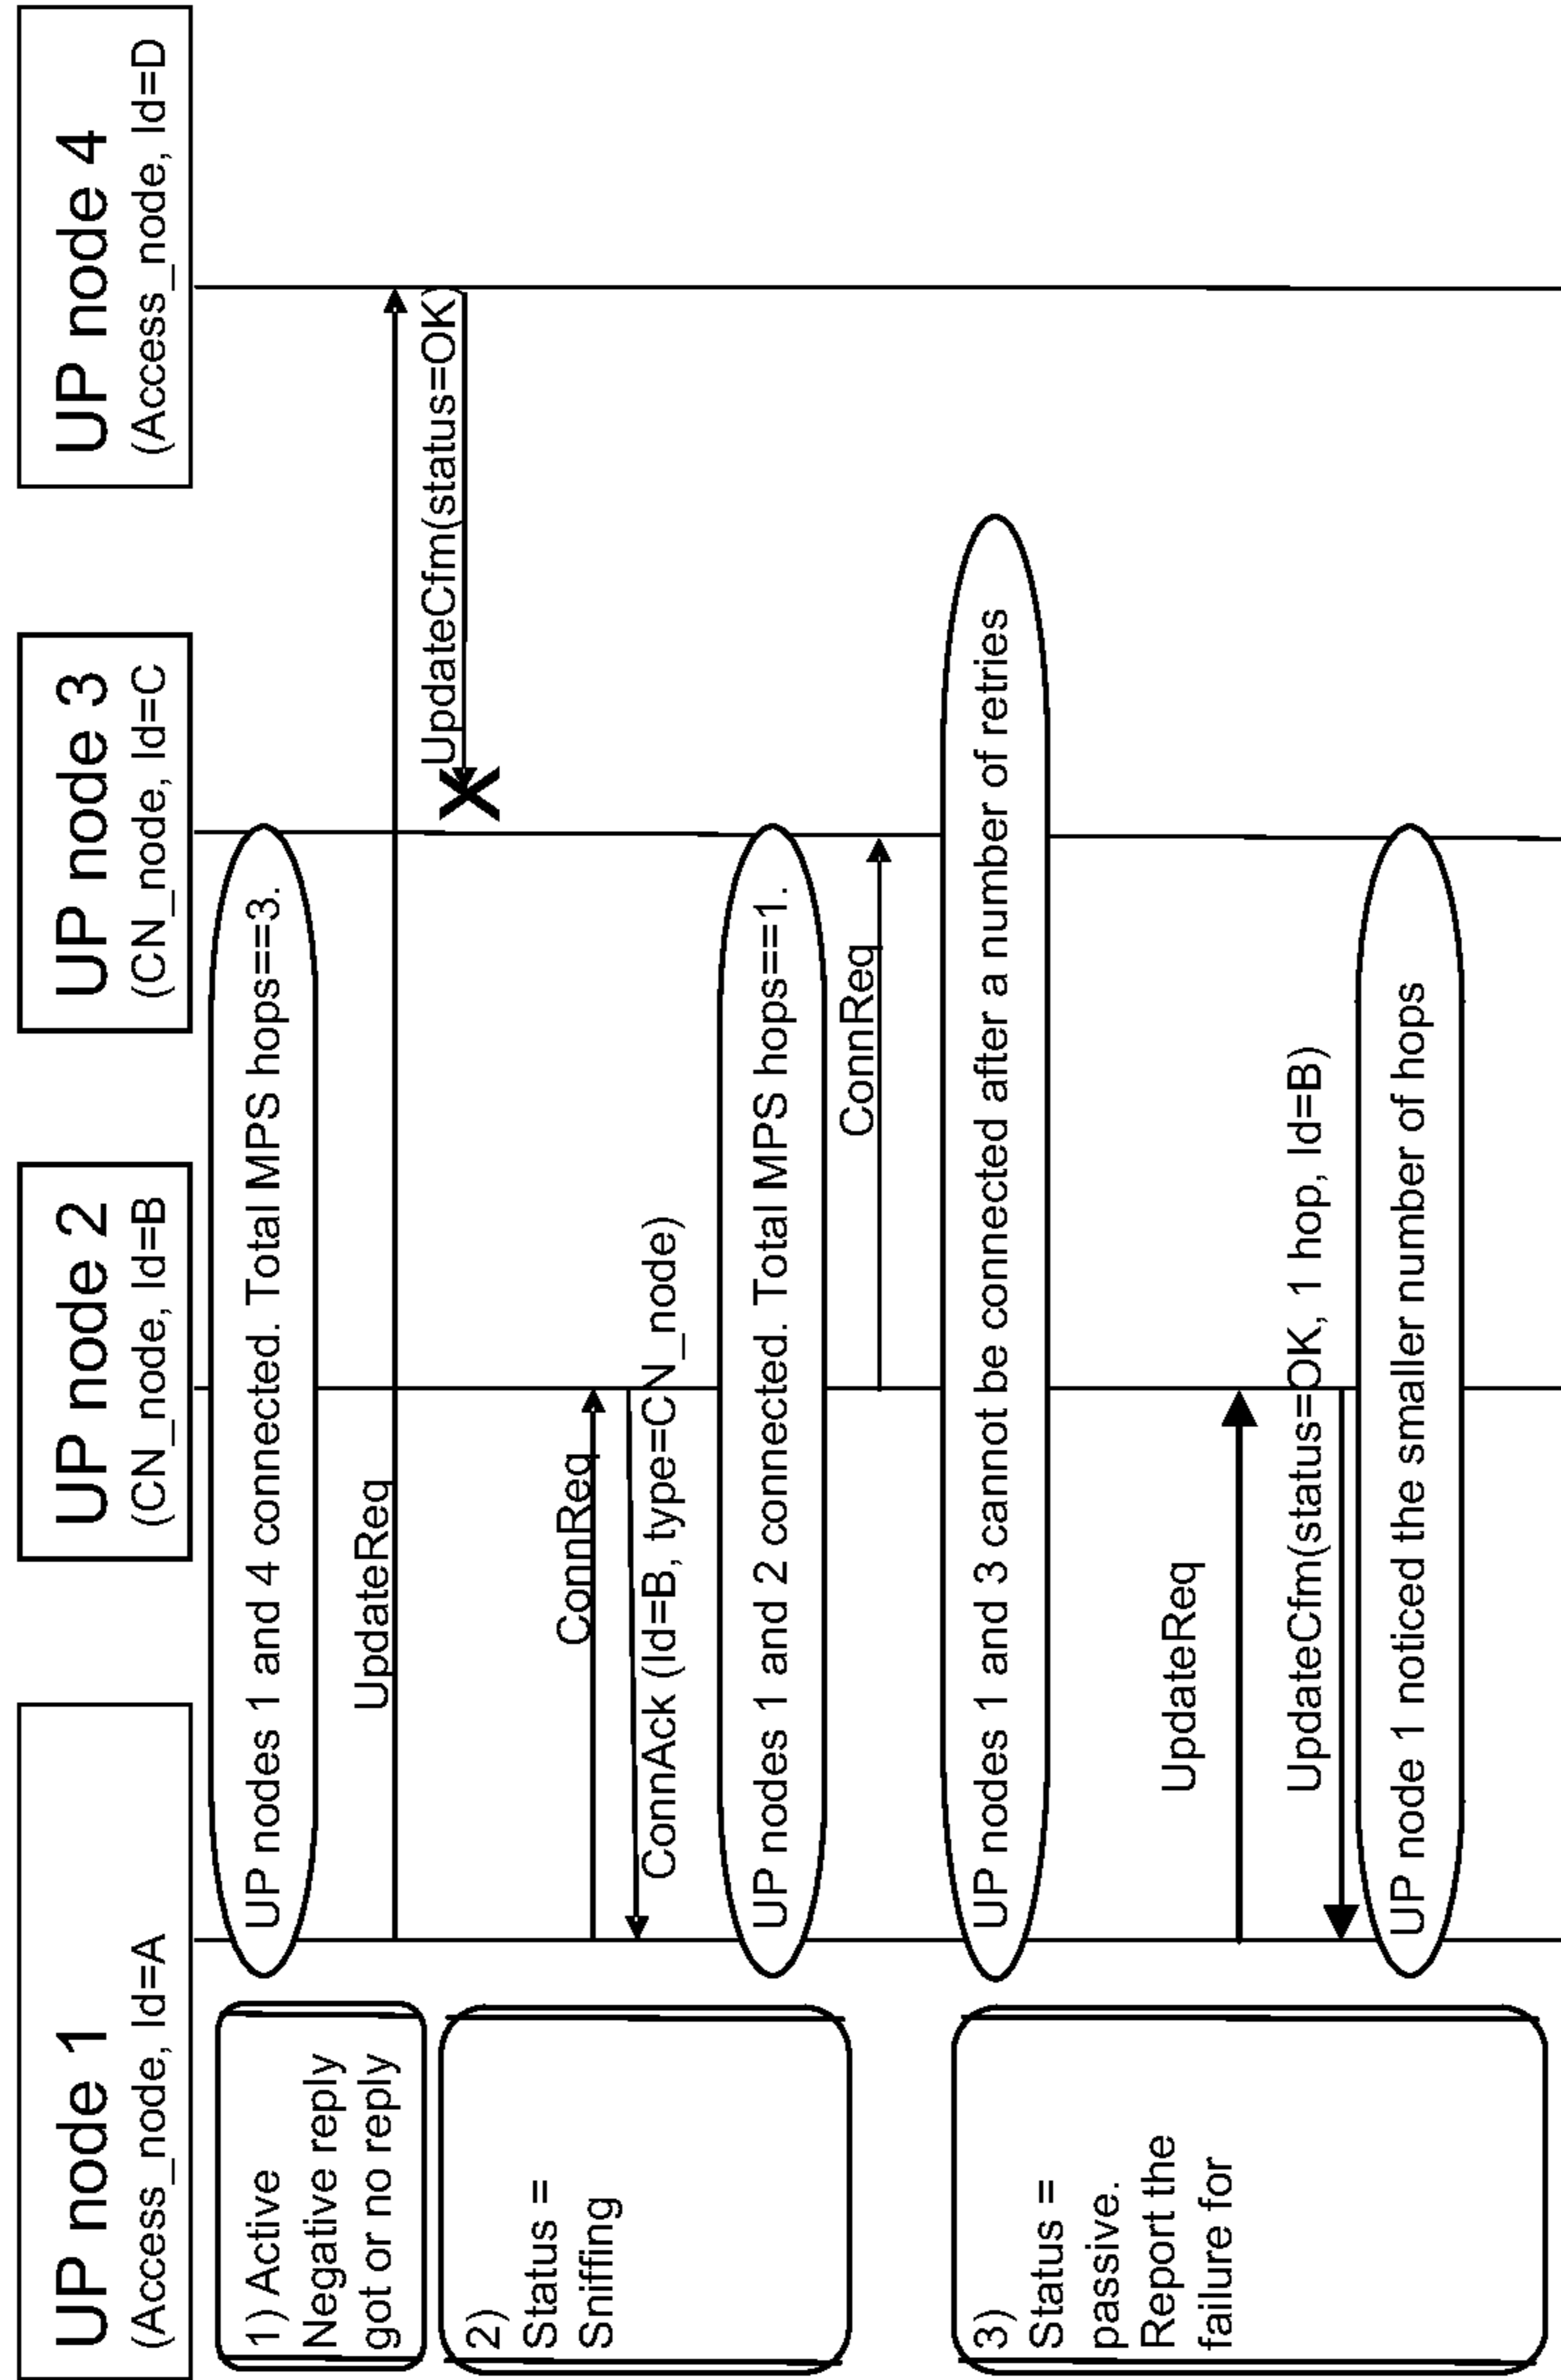 UP node 1
(Access_node, Id=A
UP node 2
(CN_node, Id=B
UP node 3
(CN_node, Id=C
UP node 4
(Access_node, Id=D
1) Active
Negative reply
got or no reply
UP nodes 1 and 4 connected. Total MPS hops==3.
UpdateReq
UpdateCfm(status=OK)
2)
Status =
Sniffing
ConnReq
ConnAck (Id=B, type=CN_node)
UP nodes 1 and 2 connected. Total MPS hops==1.
ConnReq
3)
Status =
passive.
Report the
failure for
UP nodes 1 and 3 cannot be connected after a number of retries
UpdateReq
UpdateCfm(status=OK, 1 hop, Id=B)
UP node 1 noticed the smaller number of hops